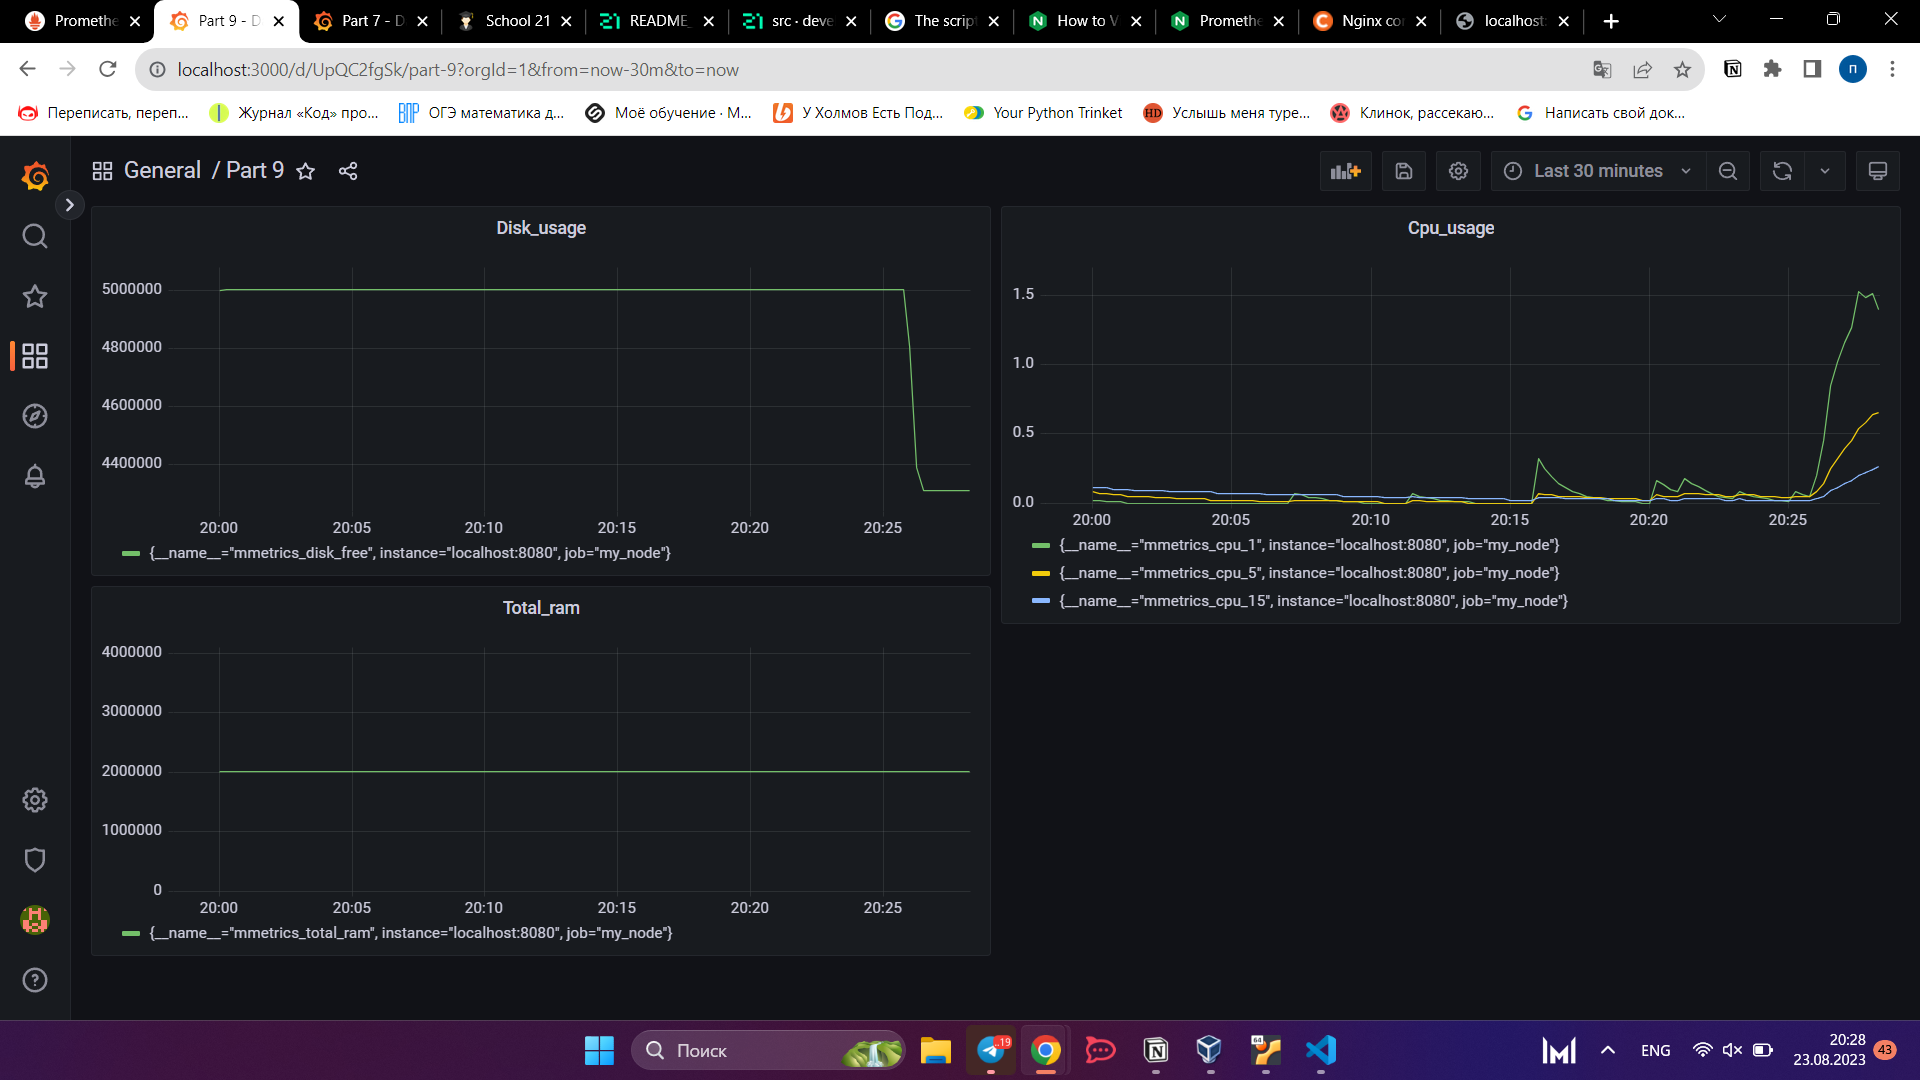 Promethe
Part 9 - D
Part 7 - D
School 21
README_
src · deve
The script
How to V
Promethe
Nginx con
localhost:
localhost:3000/d/UpQC2fgSk/part-9?orgId=1&from=now-30m&to=now
П
Переписать, переп...
Журнал «Код» про...
ОГЭ математика д...
Моё обучение · М...
У Холмов Есть Под...
Your Python Trinket
HD
Услышь меня туре...
Клинок, рассекаю...
Написать свой док...
General / Part 9
Last 30 minutes
Disk_usage
5000000
4800000
4600000
4400000
20:00 20:05 20:10 20:15 20:20 20:25
{__name__="mmetrics_disk_free", instance="localhost:8080", job="my_node"}
Cpu_usage
1.5
1.0
0.5
0.0
20:00 20:05 20:10 20:15 20:20 20:25
{__name__="mmetrics_cpu_1", instance="localhost:8080", job="my_node"}
{__name__="mmetrics_cpu_5", instance="localhost:8080", job="my_node"}
{__name__="mmetrics_cpu_15", instance="localhost:8080", job="my_node"}
Total_ram
4000000
3000000
2000000
1000000
0
20:00 20:05 20:10 20:15 20:20 20:25
{__name__="mmetrics_total_ram", instance="localhost:8080", job="my_node"}
Поиск
..19
64
ENG
20:28
23.08.2023
43